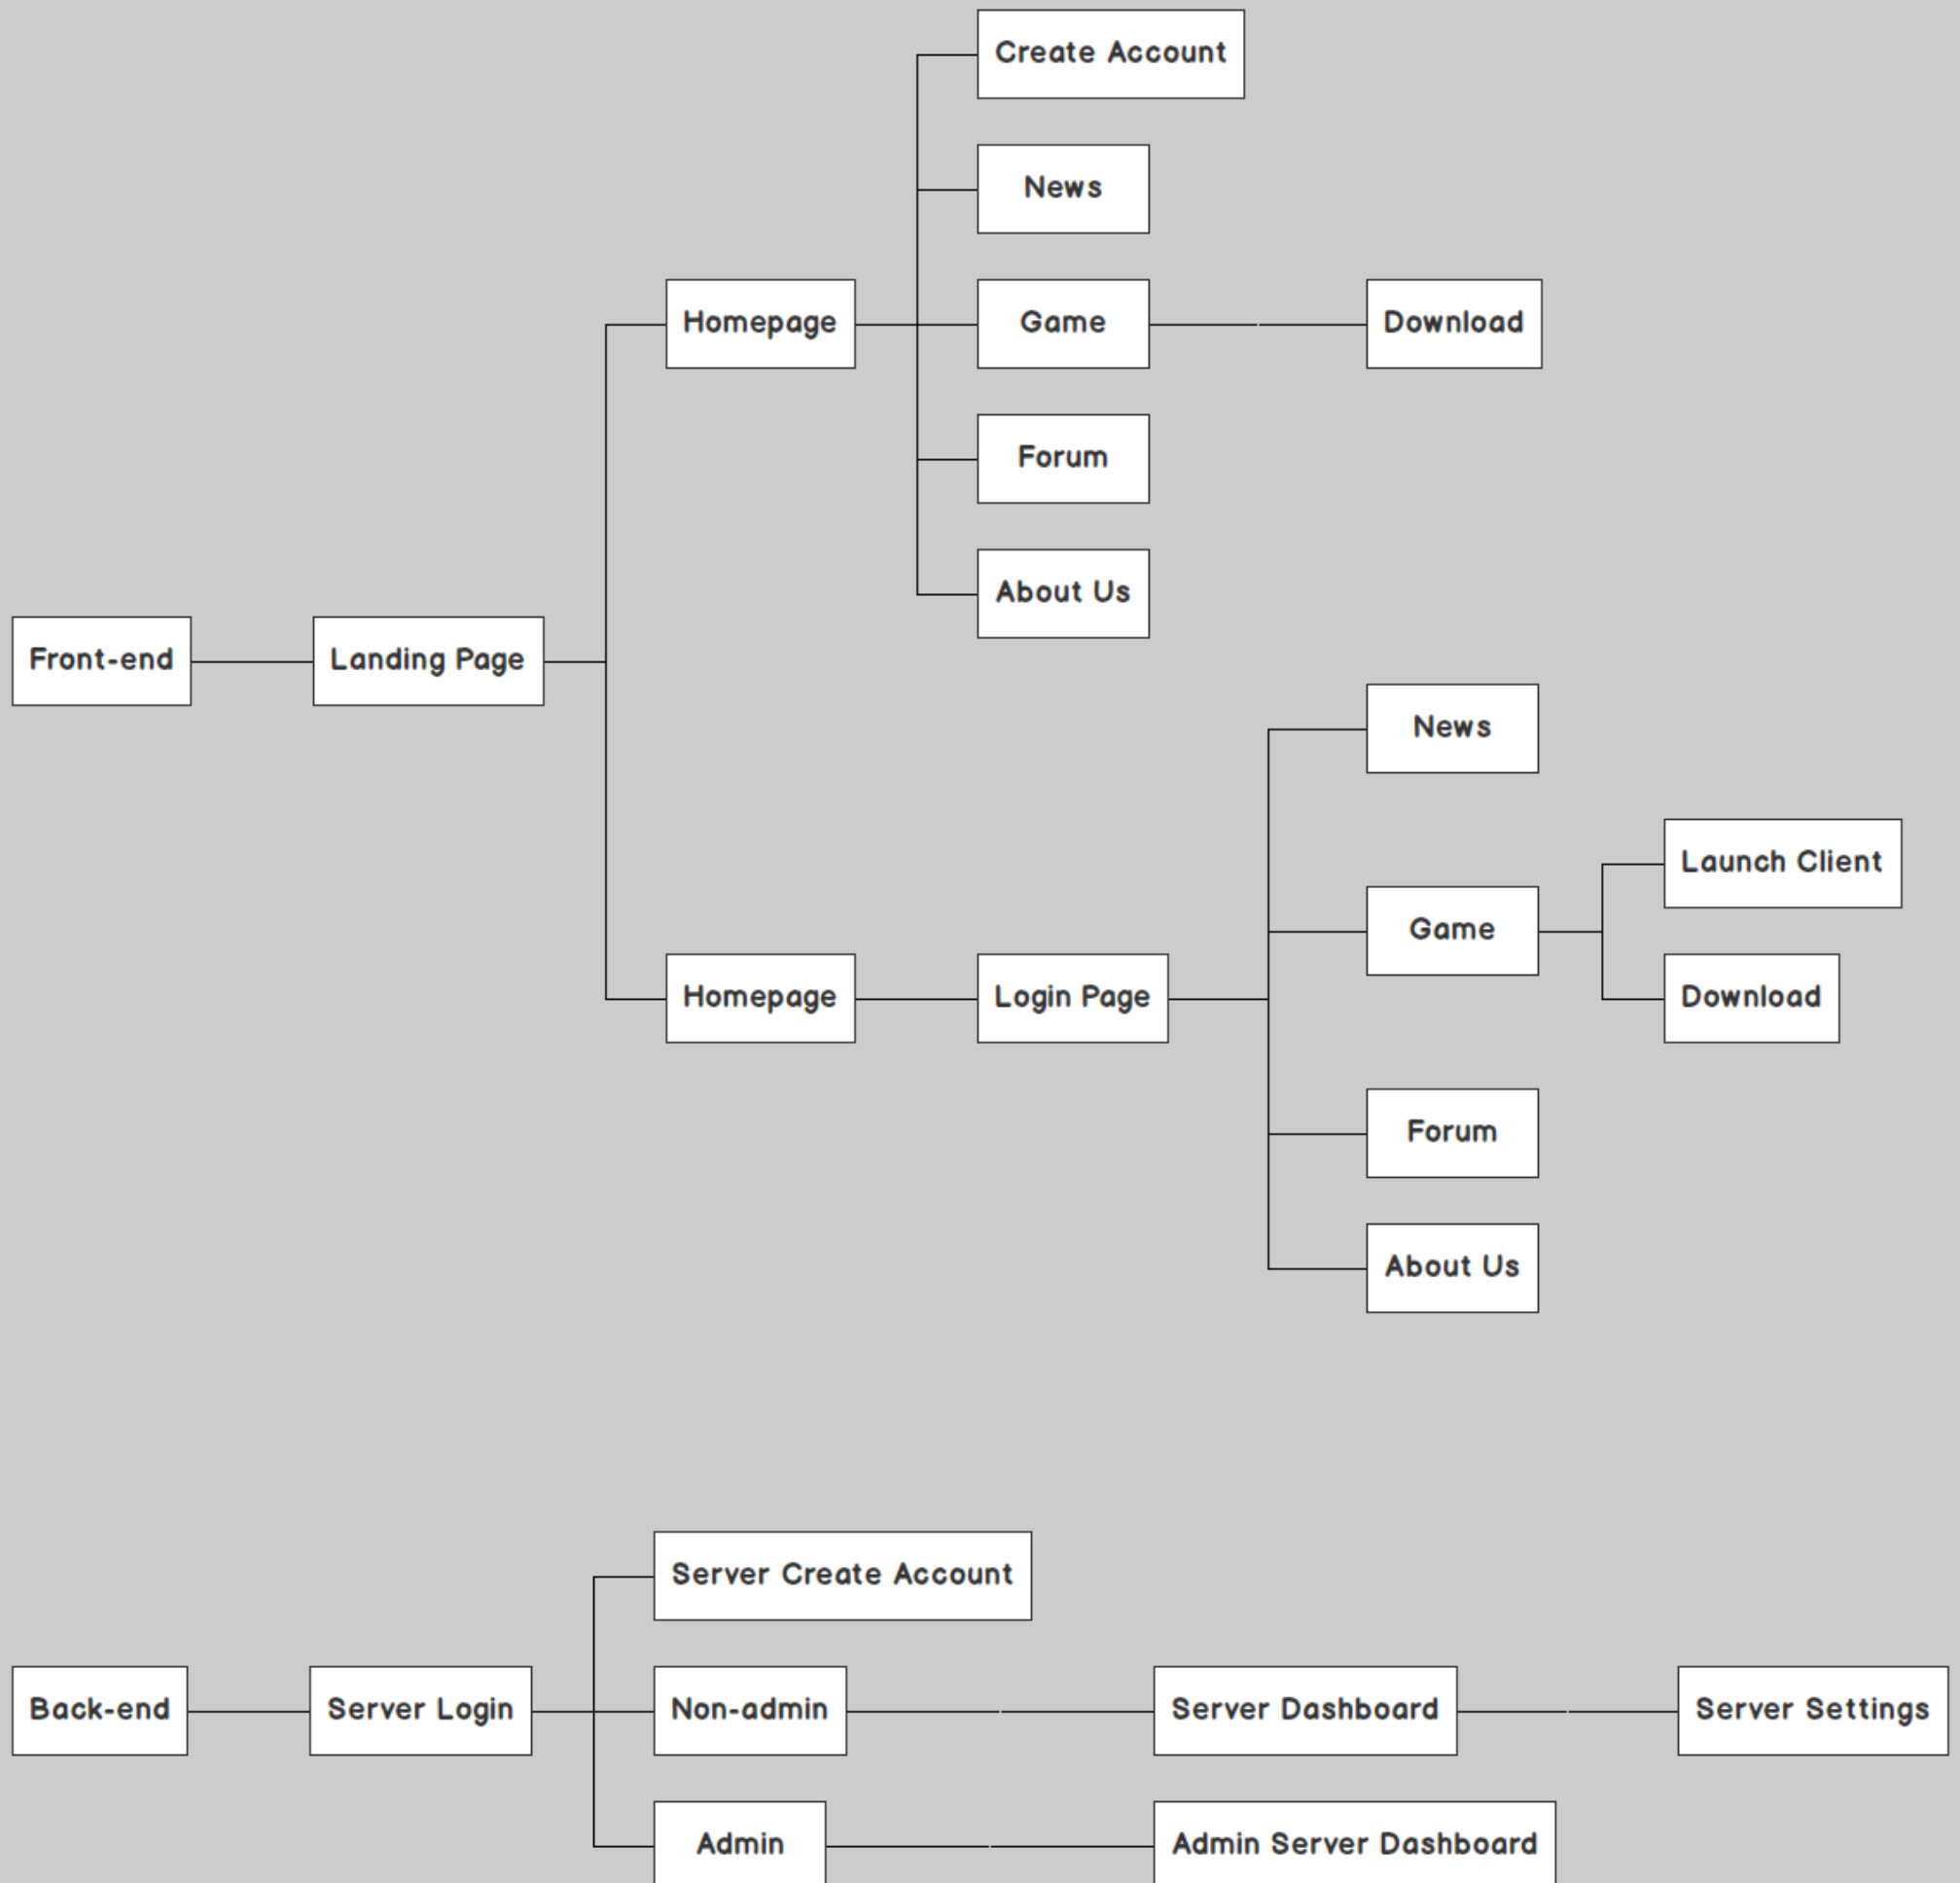 Create Account
News
Homepage
Game
Download
Forum
About Us
Front-end
Landing Page
News
Launch Client
Game
Homepage
Login Page
Download
Forum
About Us
Server Create Account
Back-end
Server Login
Non-admin
Server Dashboard
Server Settings
Admin
Admin Server Dashboard